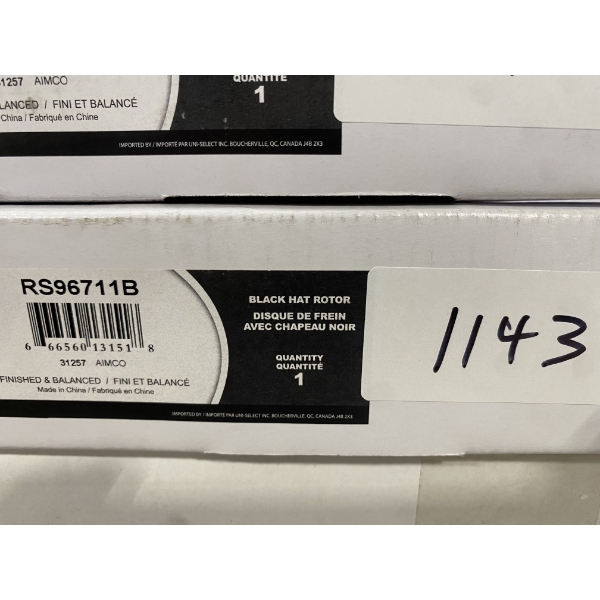 QUANTITÉ
1
31257 AIMCO
LANCED / FINI ET BALANCÉ
China / Fabriqué en Chine
IMPORTED BY / IMPORTÉ PAR UNI-SELECT INC. BOUCHERVILLE, QC, CANADA J4B 2X3
RS96711B
6 66560 13151 8
31257 AIMCO
FINISHED & BALANCED / FINI ET BALANCÉ
Made in China / Fabriqué en Chine
BLACK HAT ROTOR
DISQUE DE FREIN
AVEC CHAPEAU NOIR
QUANTITY
QUANTITÉ
1
IMPORTED BY / IMPORTÉ PAR UNI-SELECT INC. BOUCHERVILLE, QC, CANADA J4B 2X3
1143